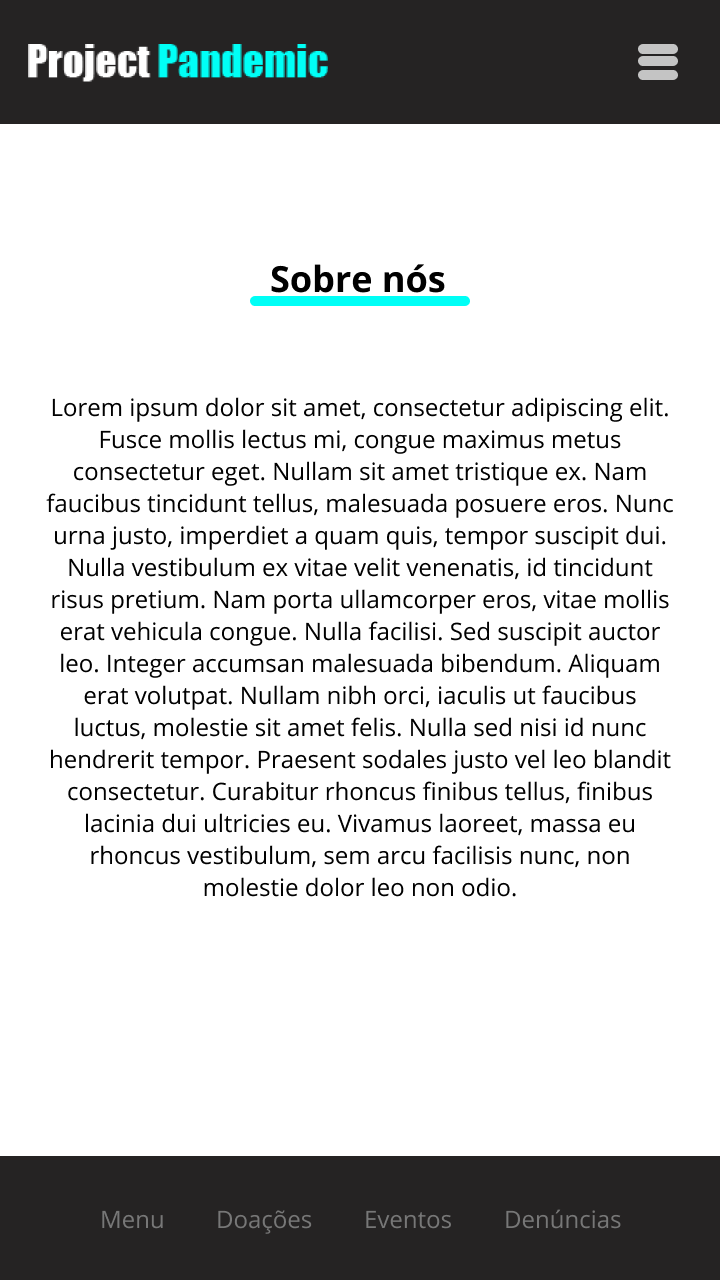 Project Pandemic
Sobre nós
Lorem ipsum dolor sit amet, consectetur adipiscing elit.
Fusce mollis lectus mi, congue maximus metus
consectetur eget. Nullam sit amet tristique ex. Nam
faucibus tincidunt tellus, malesuada posuere eros. Nunc
urna justo, imperdiet a quam quis, tempor suscipit dui.
Nulla vestibulum ex vitae velit venenatis, id tincidunt
risus pretium. Nam porta ullamcorper eros, vitae mollis
erat vehicula congue. Nulla facilisi. Sed suscipit auctor
leo. Integer accumsan malesuada bibendum. Aliquam
erat volutpat. Nullam nibh orci, iaculis ut faucibus
luctus, molestie sit amet felis. Nulla sed nisi id nunc
hendrerit tempor. Praesent sodales justo vel leo blandit
consectetur. Curabitur rhoncus finibus tellus, finibus
lacinia dui ultricies eu. Vivamus laoreet, massa eu
rhoncus vestibulum, sem arcu facilisis nunc, non
molestie dolor leo non odio.
Menu Doações Eventos Denúncias